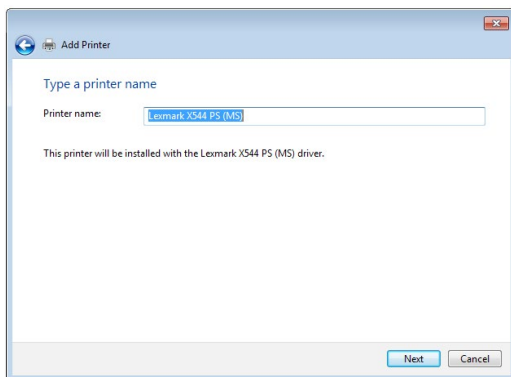 Add Printer
Type a printer name
Printer name: Lexmark X544 PS (MS)
This printer will be installed with the Lexmark X544 PS (MS) driver.
Next Cancel